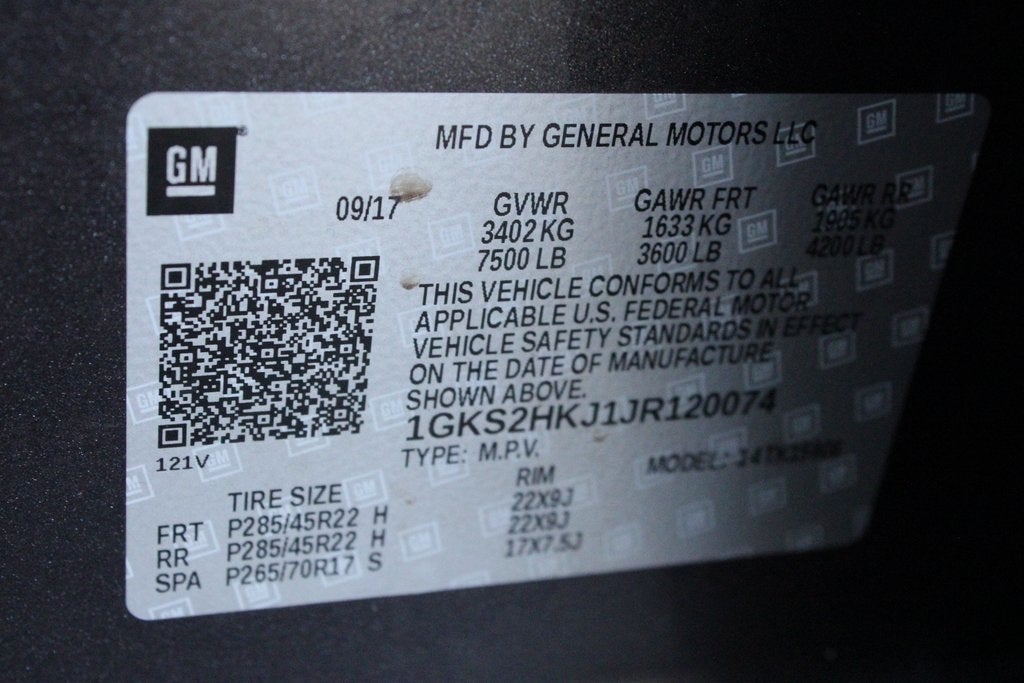 GM
MFD BY GENERAL MOTORS LLC
09/17
GVWR GAWR FRT GAWR RR
3402 KG 1633 KG 1905 KG
7500 LB 3600 LB 4200 LB
THIS VEHICLE CONFORMS TO ALL
APPLICABLE U.S. FEDERAL MOTOR
VEHICLE SAFETY STANDARDS IN EFFECT
ON THE DATE OF MANUFACTURE
SHOWN ABOVE.
1GKS2HKJ1JR120074
121V
TYPE: M.P.V. MODEL:
TIRE SIZE RIM
FRT P285/45R22 H 22X9J
RR P285/45R22 H 22X9J
SPA P265/70R17 S 17X7.5J